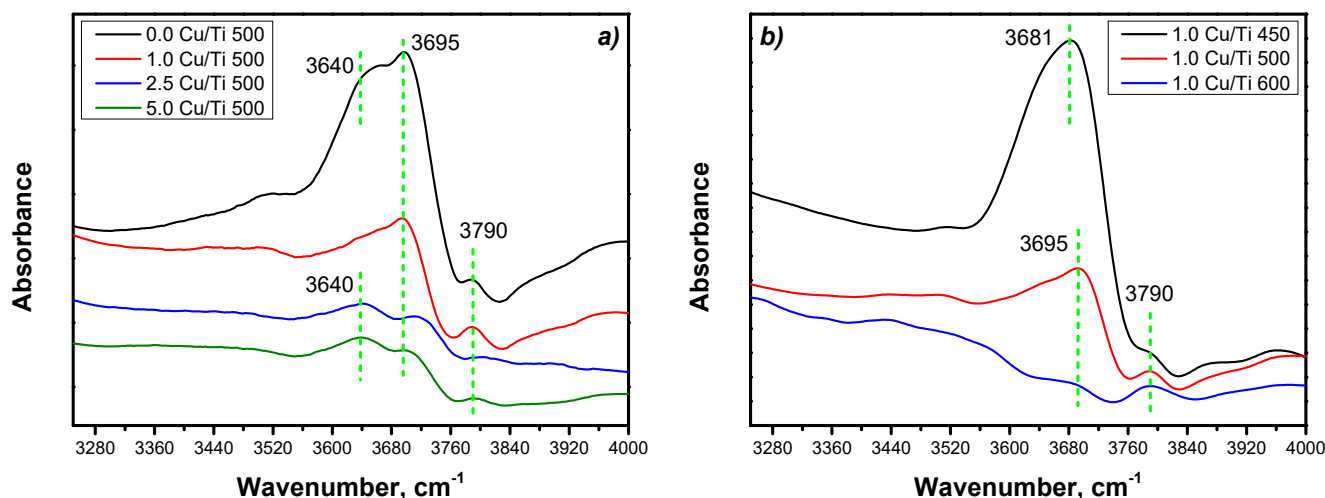 0.0 Cu/Ti 500
1.0 Cu/Ti 500
2.5 Cu/Ti 500
5.0 Cu/Ti 500
a)
3640
3695
3790
3640
Absorbance
3280 3360 3440 3520 3600 3680 3760 3840 3920 4000
Wavenumber, cm⁻¹
b)
1.0 Cu/Ti 450
1.0 Cu/Ti 500
1.0 Cu/Ti 600
3681
3695
3790
Absorbance
3280 3360 3440 3520 3600 3680 3760 3840 3920 4000
Wavenumber, cm⁻¹